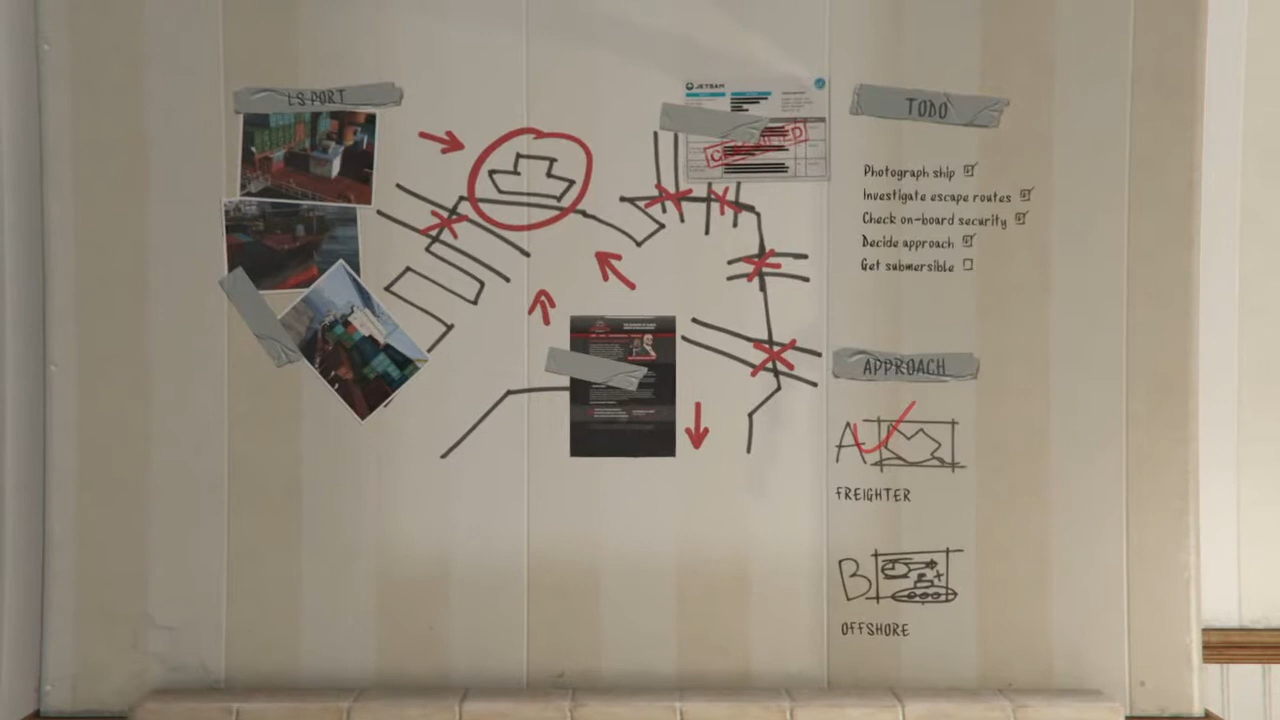 LS PORT
JETSAM
CLASSIFIED
TODO
Photograph ship
Investigate escape routes
Check on-board security
Decide approach
Get submersible
APPROACH
A
FREIGHTER
B
OFFSHORE